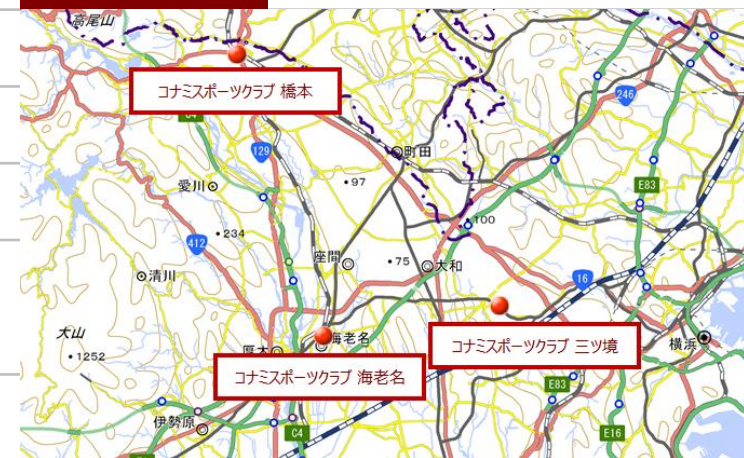 高尾山
コナミスポーツクラブ 橋本
246
129
町田
E83
愛川
97
234
100
412
座間
75
大和
清川
16
大山
海老名
コナミスポーツクラブ 三ツ境
横浜
1252
厚木
コナミスポーツクラブ 海老名
E83
伊勢原
C4
E16